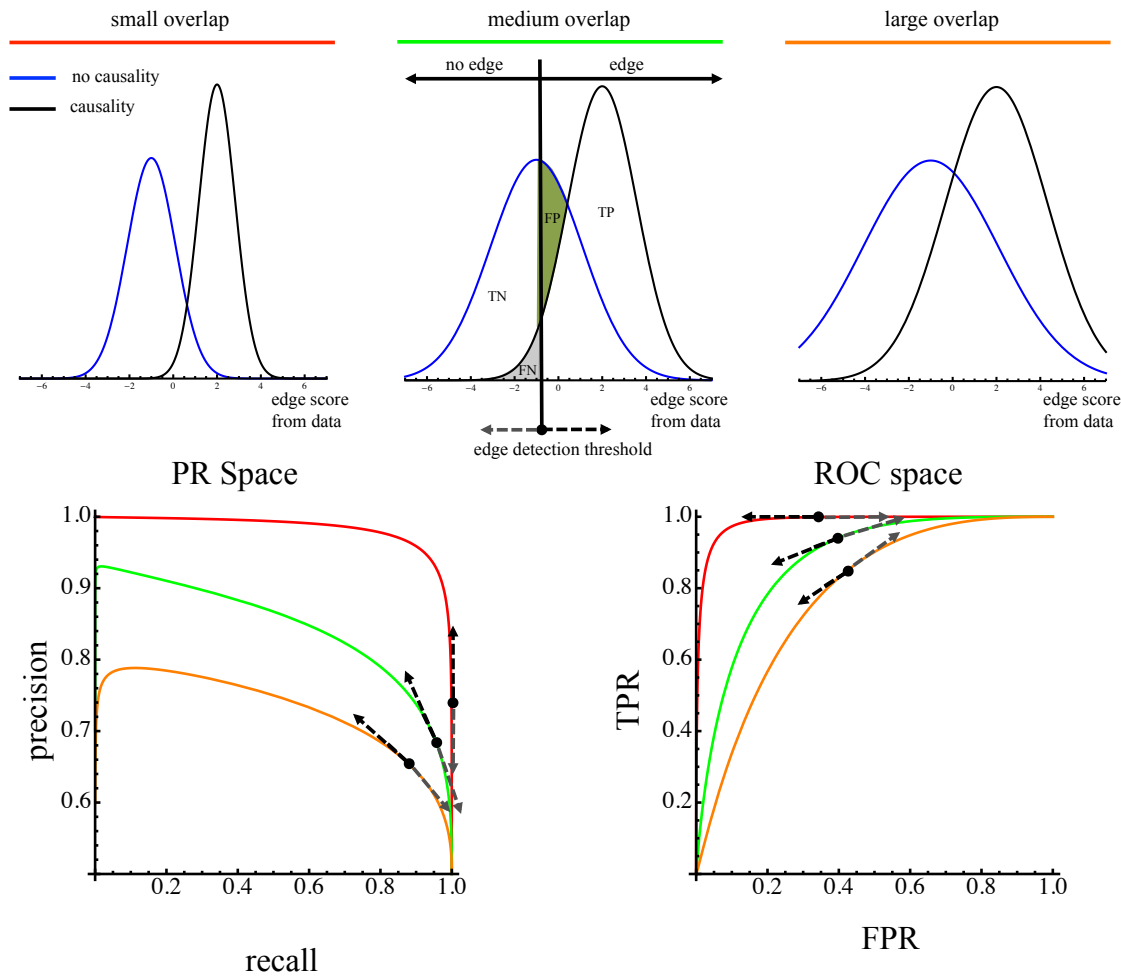 small overlap
medium overlap
large overlap
no causality
causality
no edge
edge
FP
TP
TN
FN
−6 −4 −2 0 2 4 6
−6 −4 −2 0 2 4 6
−6 −4 −2 0 2 4 6
edge score
from data
edge score
from data
edge score
from data
edge detection threshold
PR Space
ROC space
1.0
0.9
0.8
0.7
0.6
precision
0.2 0.4 0.6 0.8 1.0
recall
1.0
0.8
0.6
0.4
0.2
TPR
0.2 0.4 0.6 0.8 1.0
FPR